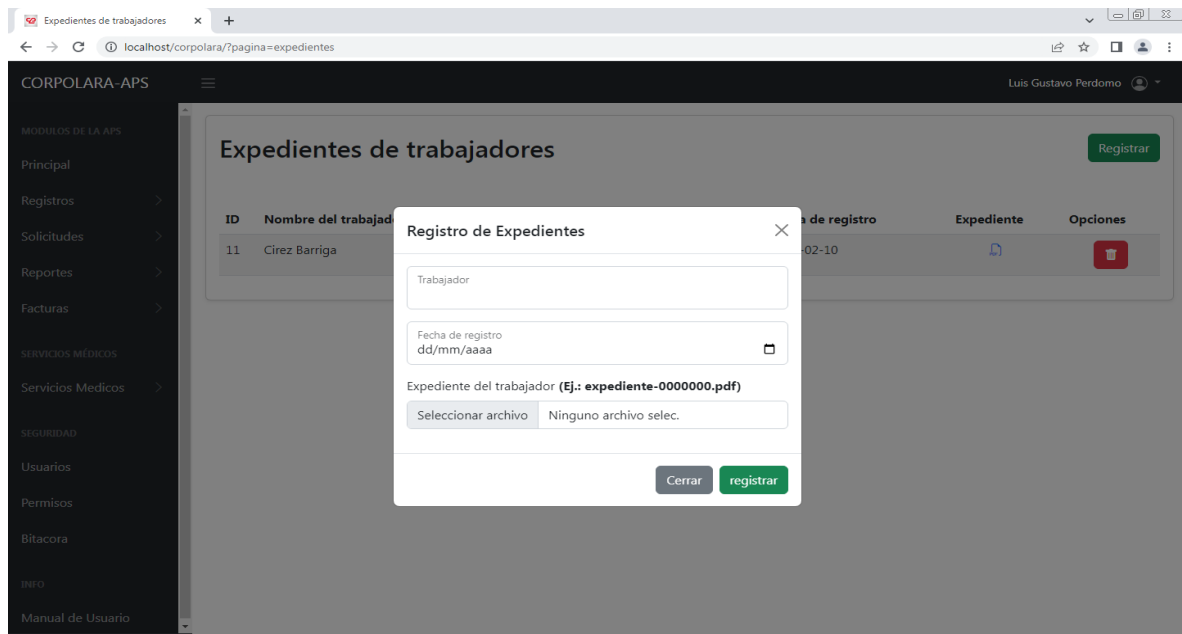 Expedientes de trabajadores
localhost/corpolara/?pagina=expedientes
CORPOLARA-APS
Luis Gustavo Perdomo
MODULOS DE LA APS
Principal
Registros
Solicitudes
Reportes
Facturas
SERVICIOS MÉDICOS
Servicios Medicos
SEGURIDAD
Usuarios
Permisos
Bitacora
INFO
Manual de Usuario
Expedientes de trabajadores
Registrar
ID Nombre del trabajad a de registro Expediente Opciones
11 Cirez Barriga -02-10
Registro de Expedientes
Trabajador
Fecha de registro
dd/mm/aaaa
Expediente del trabajador (Ej.: expediente-0000000.pdf)
Seleccionar archivo Ninguno archivo selec.
Cerrar registrar